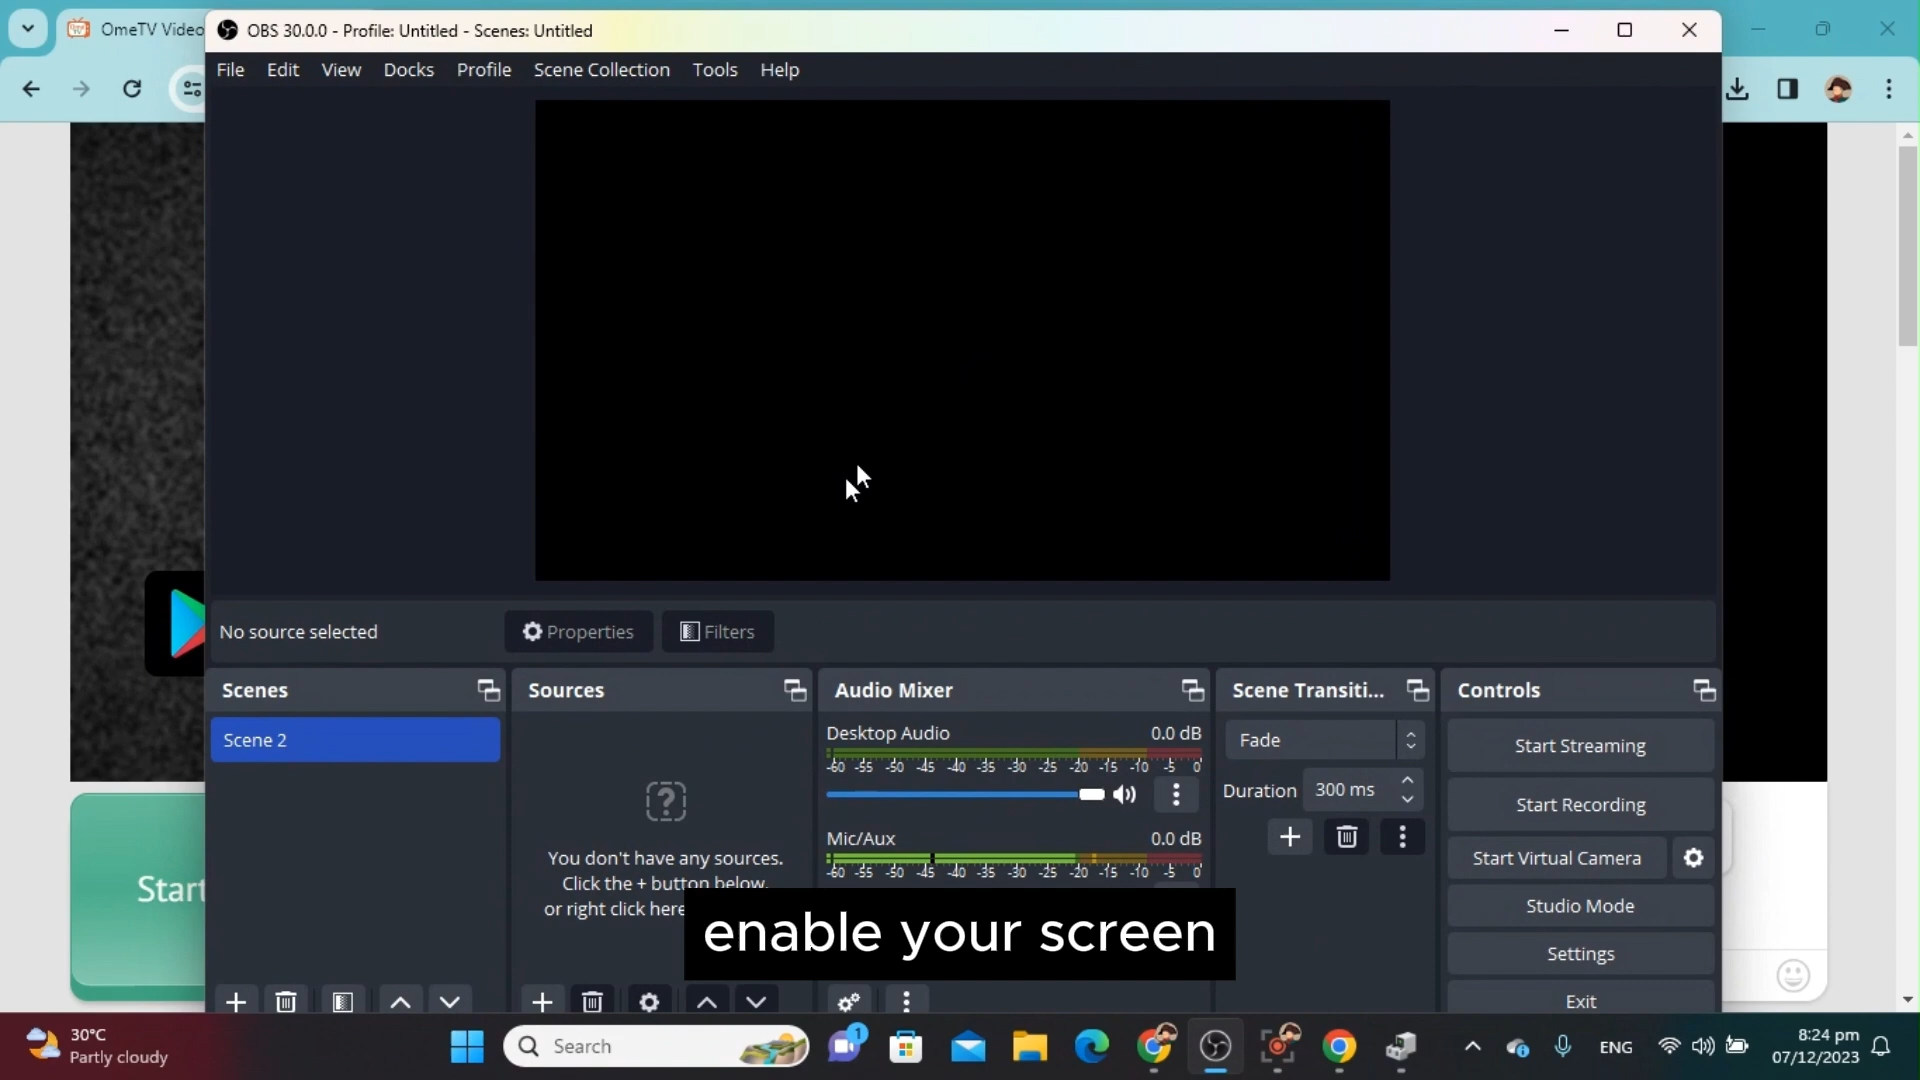 OmeTV Video
OBS 30.0.0 - Profile: Untitled - Scenes: Untitled
File Edit View Docks Profile Scene Collection Tools Help
No source selected Properties Filters
Scenes Sources Audio Mixer Scene Transiti... Controls
Scene 2
You don't have any sources.
Click the + button below,
or right click here
Desktop Audio 0.0 dB
-60 -55 -50 -45 -40 -35 -30 -25 -20 -15 -10 -5 0
Mic/Aux 0.0 dB
-60 -55 -50 -45 -40 -35 -30 -25 -20 -15 -10 -5 0
Fade
Duration 300 ms
Start Streaming
Start Recording
Start Virtual Camera
Studio Mode
Settings
Exit
Start
enable your screen
30°C
Partly cloudy
Search
1
ENG
8:24 pm
07/12/2023